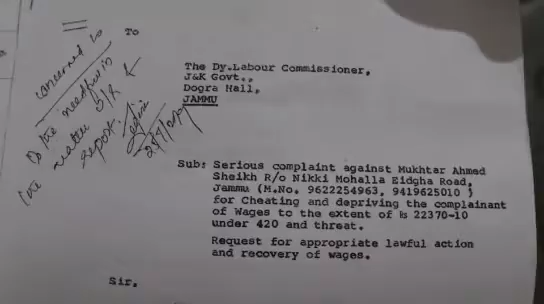 To
The Dy.Labour Commissioner,
J&K Govt.,
Dogra Hall,
JAMMU
concerned to
do the needful in
the matter &
report.
Sub: Serious complaint against Mukhtar Ahmed
Sheikh R/o Nikki Mohalla Eidgha Road,
Jammu (M.No. 9622254963, 9419625010 )
for Cheating and depriving the complainant
of Wages to the extent of ₨ 22370-10
under 420 and threat.
Request for appropriate lawful action
and recovery of wages.
Sir.